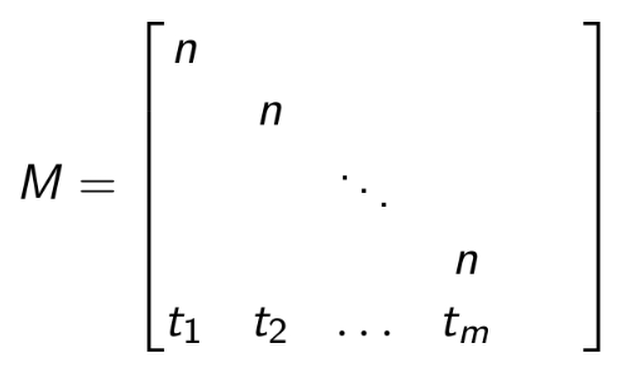 n
n
⋱
M =
n
t₁ t₂ … tₘ